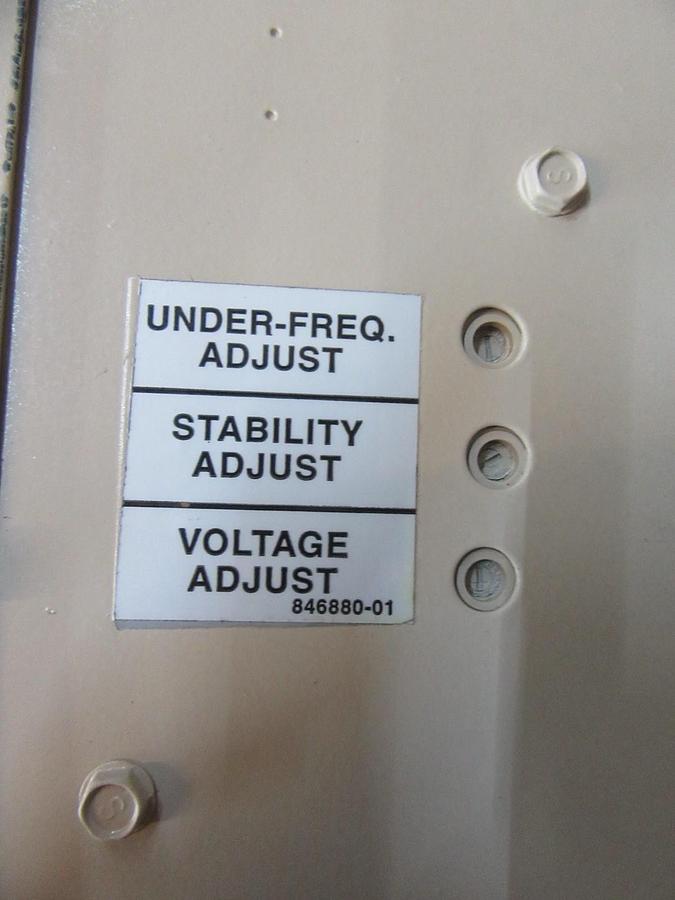 UNDER-FREQ.
ADJUST
STABILITY
ADJUST
VOLTAGE
ADJUST
846880-01
S
S